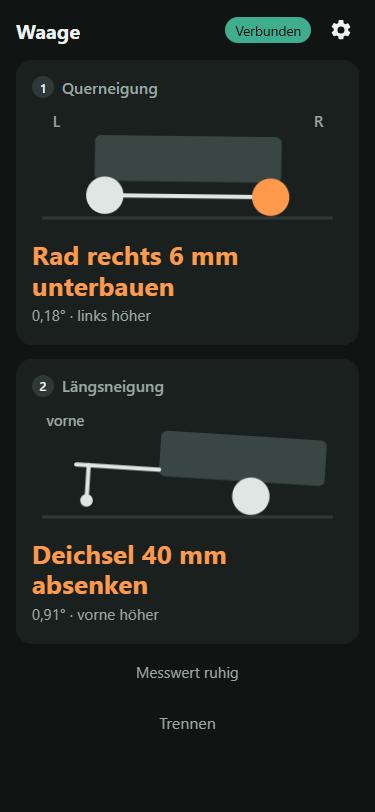 Waage
Verbunden
1 Querneigung
L R
Rad rechts 6 mm
unterbauen
0,18° · links höher
2 Längsneigung
vorne
Deichsel 40 mm
absenken
0,91° · vorne höher
Messwert ruhig
Trennen